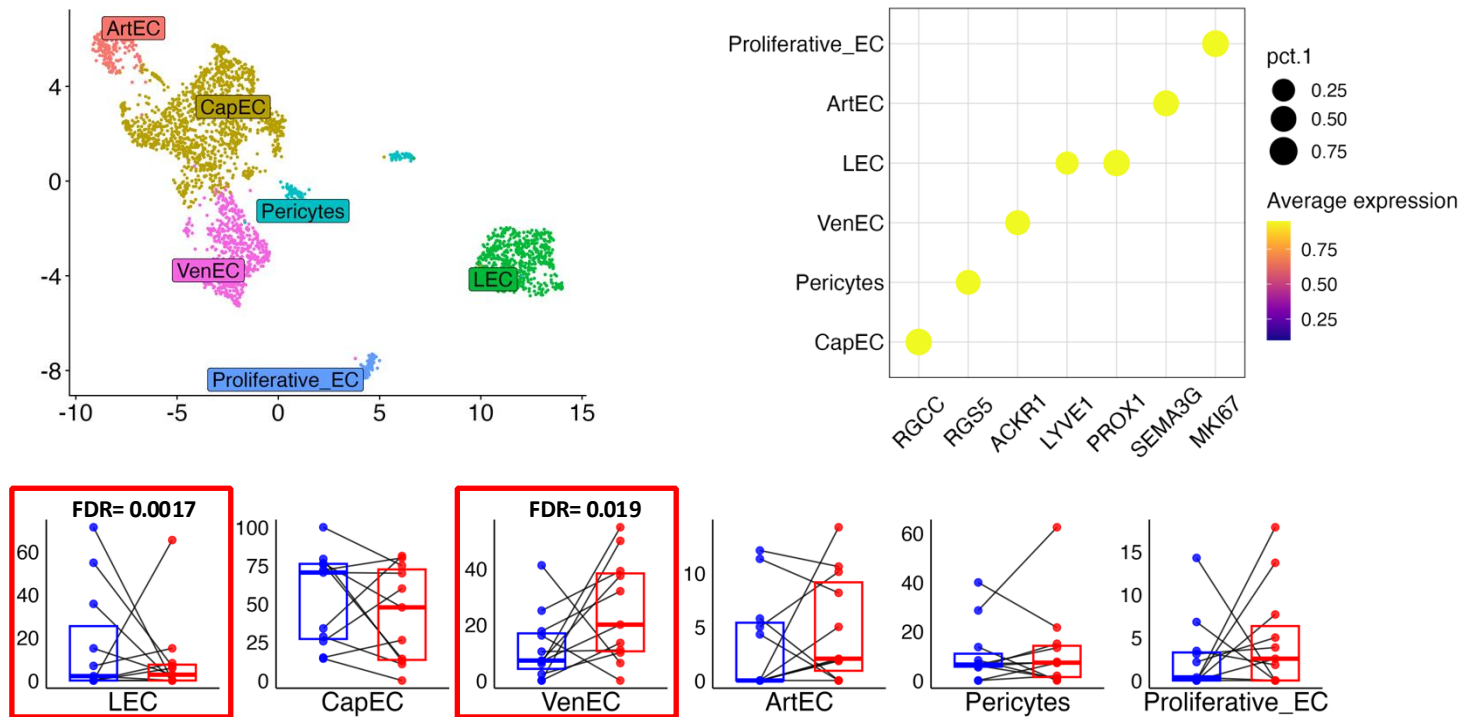 ArtEC
CapEC
Pericytes
VenEC
LEC
Proliferative_EC
4
0
-4
-8
-10
-5
0
5
10
15
Proliferative_EC
ArtEC
LEC
VenEC
Pericytes
CapEC
RGCC
RGS5
ACKR1
LYVE1
PROX1
SEMA3G
MKI67
pct.1
0.25
0.50
0.75
Average expression
0.75
0.50
0.25
FDR= 0.0017
60
40
20
0
LEC
100
75
50
25
0
CapEC
FDR= 0.019
40
20
0
VenEC
10
5
0
ArtEC
60
40
20
0
Pericytes
15
10
5
0
Proliferative_EC